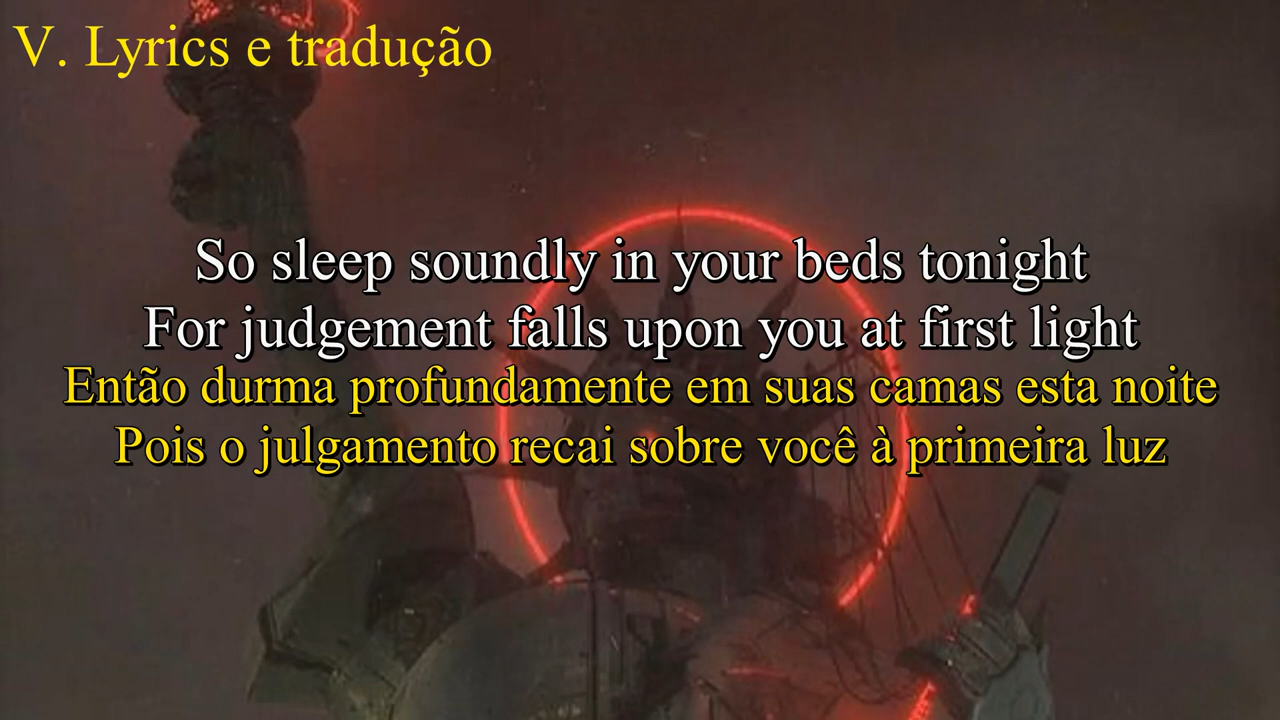 V. Lyrics e tradução
So sleep soundly in your beds tonight
For judgement falls upon you at first light
Então durma profundamente em suas camas esta noite
Pois o julgamento recai sobre você à primeira luz